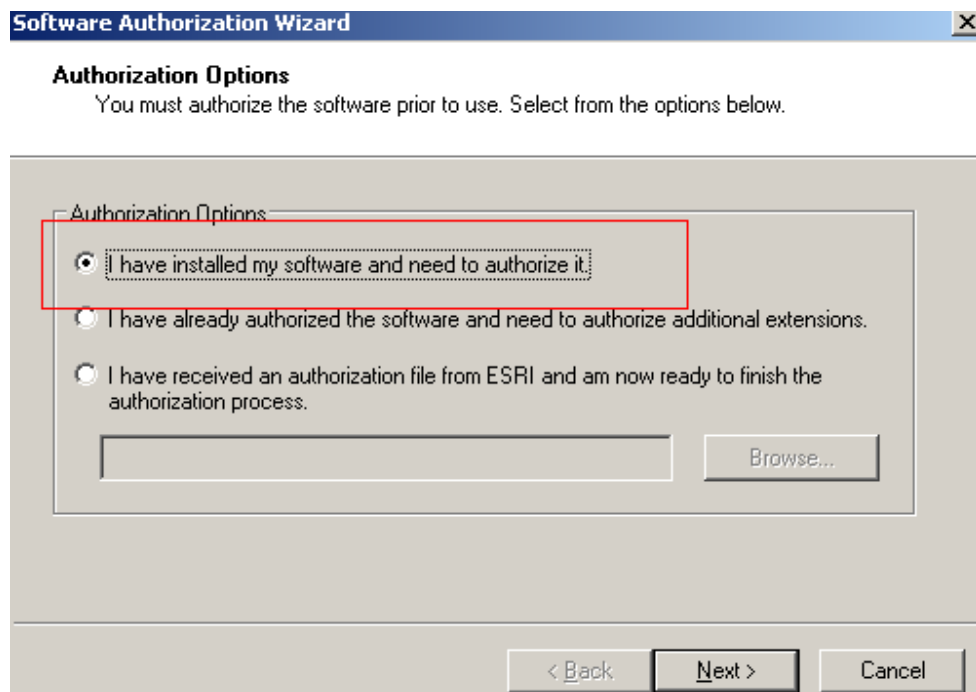 Software Authorization Wizard
Authorization Options
You must authorize the software prior to use. Select from the options below.
Authorization Options
I have installed my software and need to authorize it.
I have already authorized the software and need to authorize additional extensions.
I have received an authorization file from ESRI and am now ready to finish the
authorization process.
Browse...
< Back Next > Cancel